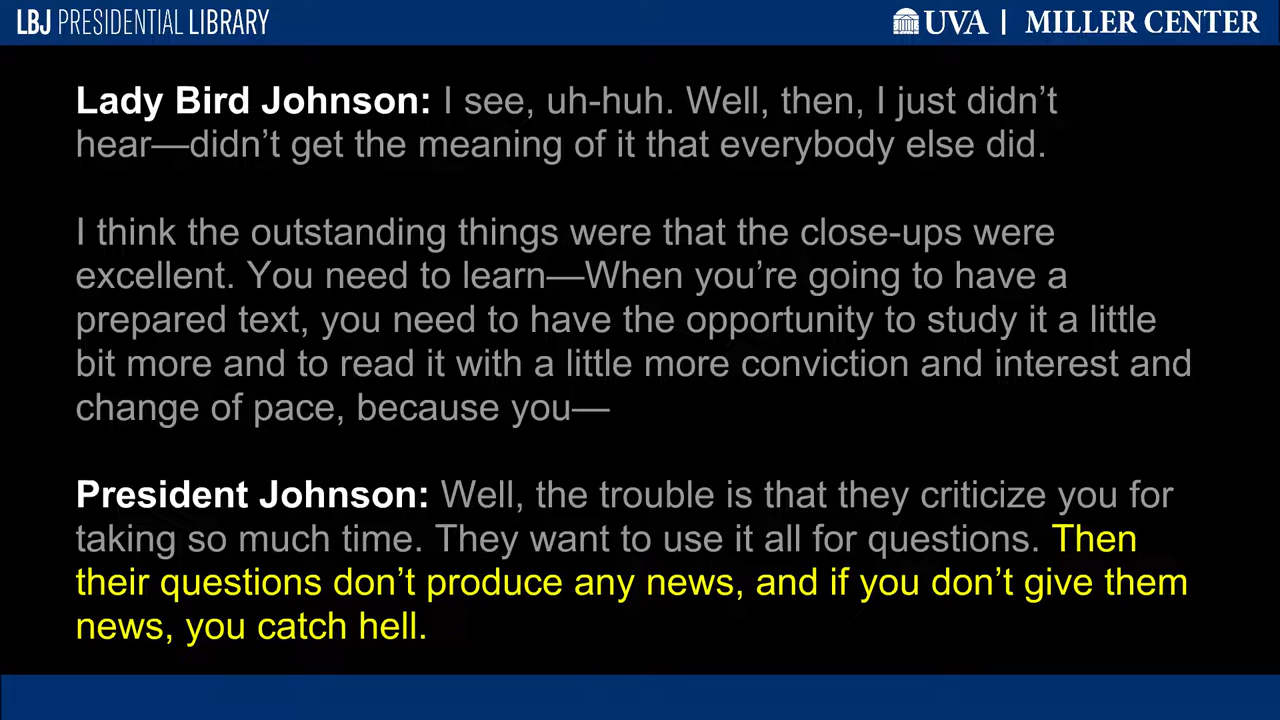 LBJ PRESIDENTIAL LIBRARY
UVA | MILLER CENTER
Lady Bird Johnson: I see, uh-huh. Well, then, I just didn’t
hear—didn’t get the meaning of it that everybody else did.
I think the outstanding things were that the close-ups were
excellent. You need to learn—When you’re going to have a
prepared text, you need to have the opportunity to study it a little
bit more and to read it with a little more conviction and interest and
change of pace, because you—
President Johnson: Well, the trouble is that they criticize you for
taking so much time. They want to use it all for questions. Then
their questions don’t produce any news, and if you don’t give them
news, you catch hell.